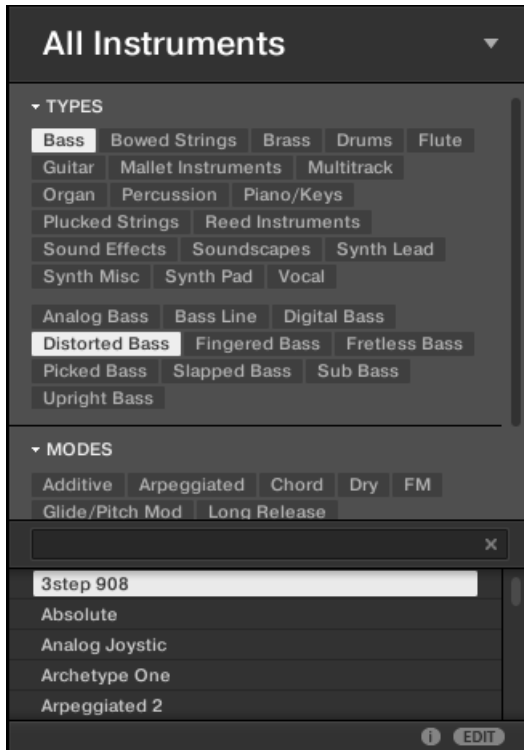 All Instruments
TYPES
Bass Bowed Strings Brass Drums Flute
Guitar Mallet Instruments Multitrack
Organ Percussion Piano/Keys
Plucked Strings Reed Instruments
Sound Effects Soundscapes Synth Lead
Synth Misc Synth Pad Vocal
Analog Bass Bass Line Digital Bass
Distorted Bass Fingered Bass Fretless Bass
Picked Bass Slapped Bass Sub Bass
Upright Bass
MODES
Additive Arpeggiated Chord Dry FM
Glide/Pitch Mod Long Release
3step 908
Absolute
Analog Joystic
Archetype One
Arpeggiated 2
i EDIT